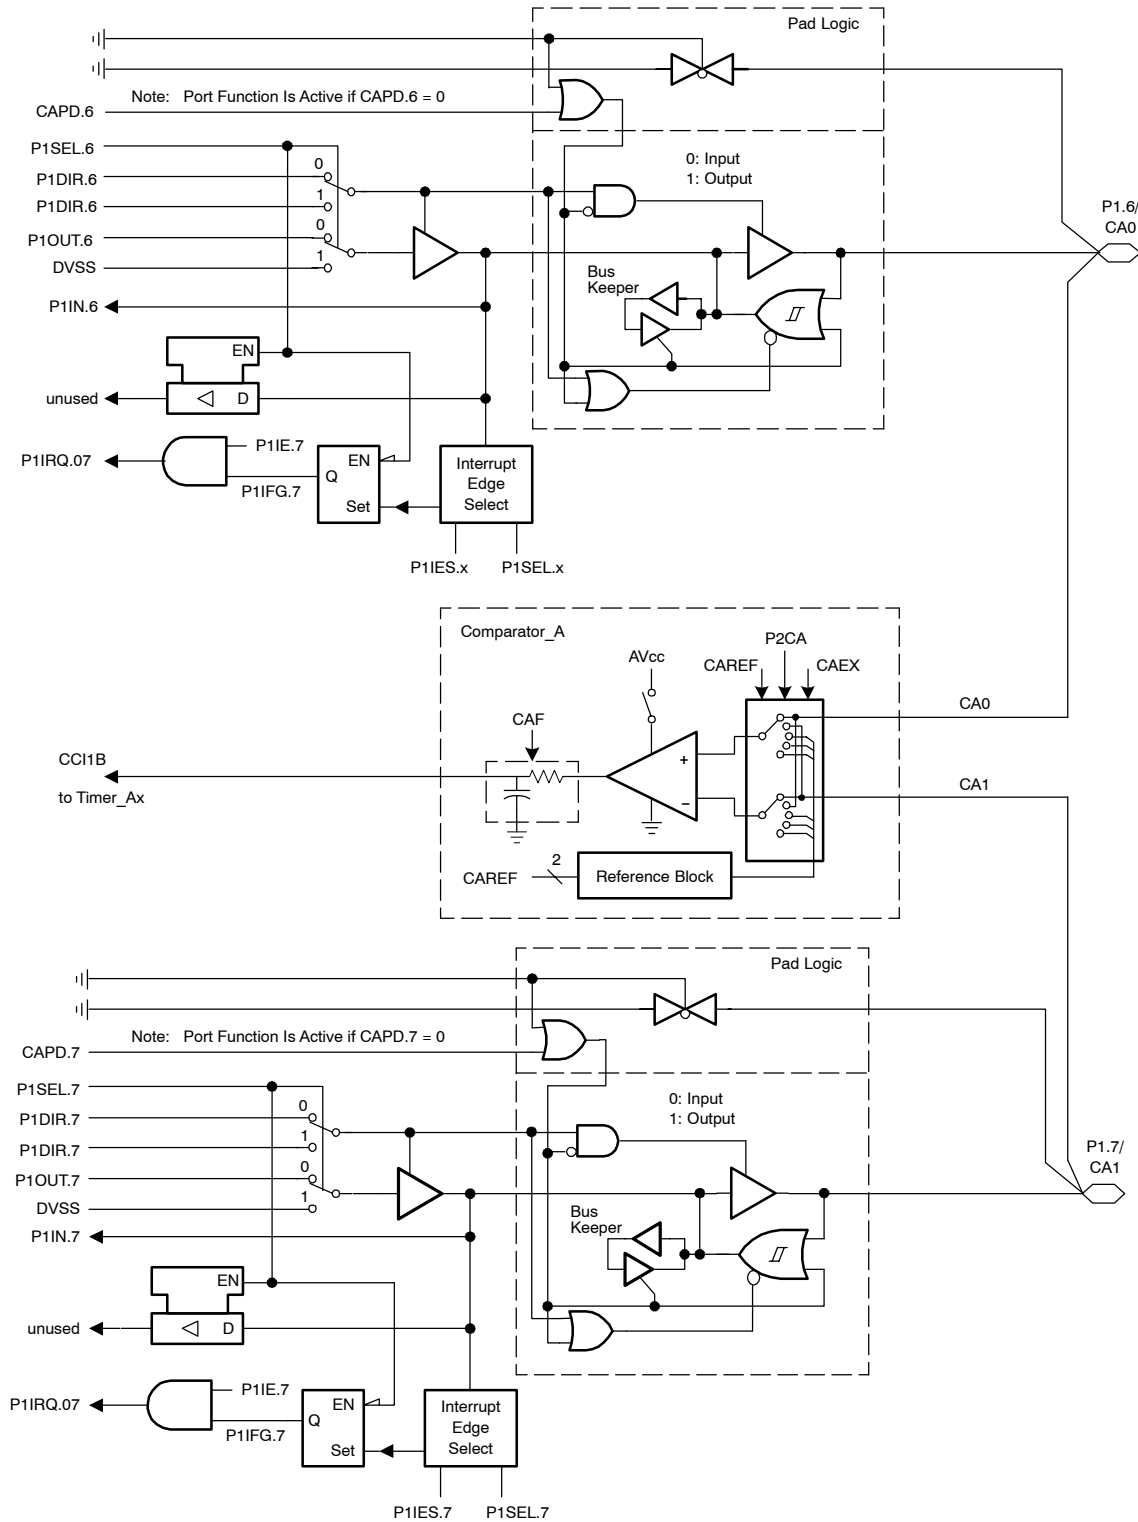 Pad Logic
Note: Port Function Is Active if CAPD.6 = 0
CAPD.6
P1SEL.6
0
P1DIR.6
1
P1DIR.6
0: Input
1: Output
P1.6/
CA0
0
P1OUT.6
1
DVSS
Bus
Keeper
P1IN.6
EN
unused
D
P1IRQ.07
P1IE.7
P1IFG.7
EN
Q
Set
Interrupt
Edge
Select
P1IES.x
P1SEL.x
Comparator_A
P2CA
AVcc
CAREF
CAEX
CA0
CAF
CCI1B
to Timer_Ax
+
−
CA1
CAREF
2
Reference Block
Pad Logic
Note: Port Function Is Active if CAPD.7 = 0
CAPD.7
P1SEL.7
0
P1DIR.7
1
P1DIR.7
0: Input
1: Output
P1.7/
CA1
0
P1OUT.7
1
DVSS
Bus
Keeper
P1IN.7
EN
unused
D
P1IRQ.07
P1IE.7
P1IFG.7
EN
Q
Set
Interrupt
Edge
Select
P1IES.7
P1SEL.7